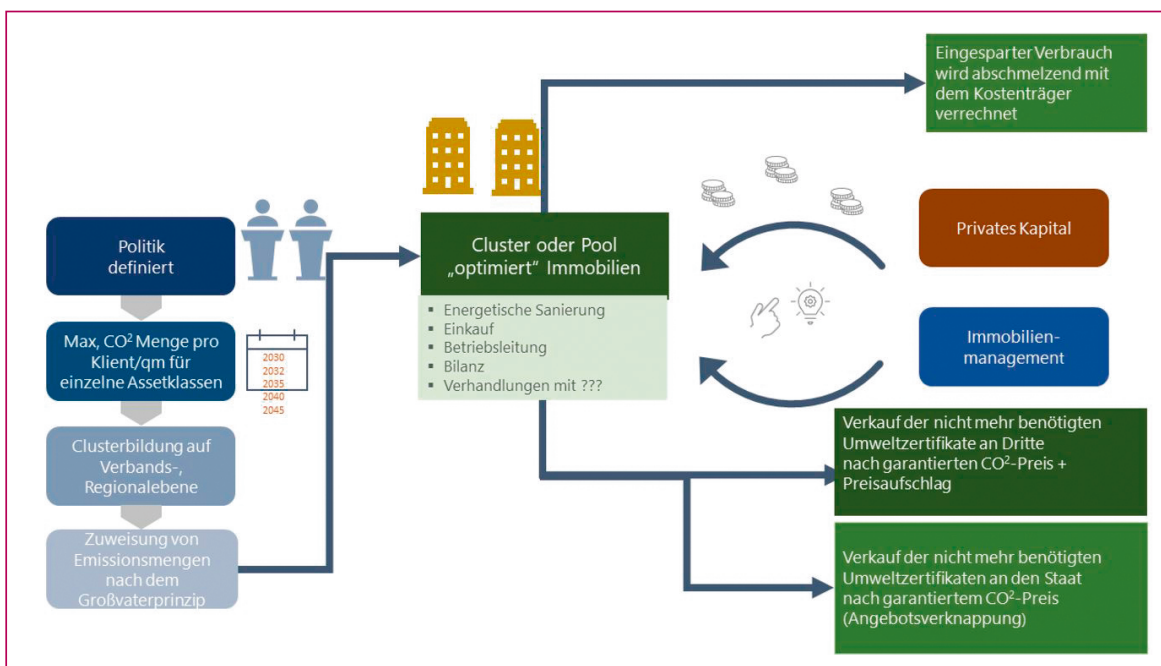 Politik
definiert
Max, CO² Menge pro
Klient/qm für
einzelne Assetklassen
2030
2032
2035
2040
2045
Clusterbildung auf
Verbands-,
Regionalebene
Zuweisung von
Emissionsmengen
nach dem
Großvaterprinzip
Cluster oder Pool
„optimiert“ Immobilien
▪ Energetische Sanierung
▪ Einkauf
▪ Betriebsleitung
▪ Bilanz
▪ Verhandlungen mit ???
Eingesparter Verbrauch
wird abschmelzend mit
dem Kostenträger
verrechnet
Privates Kapital
Immobilien-
management
Verkauf der nicht mehr benötigten
Umweltzertifikate an Dritte
nach garantierten CO²-Preis +
Preisaufschlag
Verkauf der nicht mehr benötigten
Umweltzertifikaten an den Staat
nach garantiertem CO²-Preis
(Angebotsverknappung)